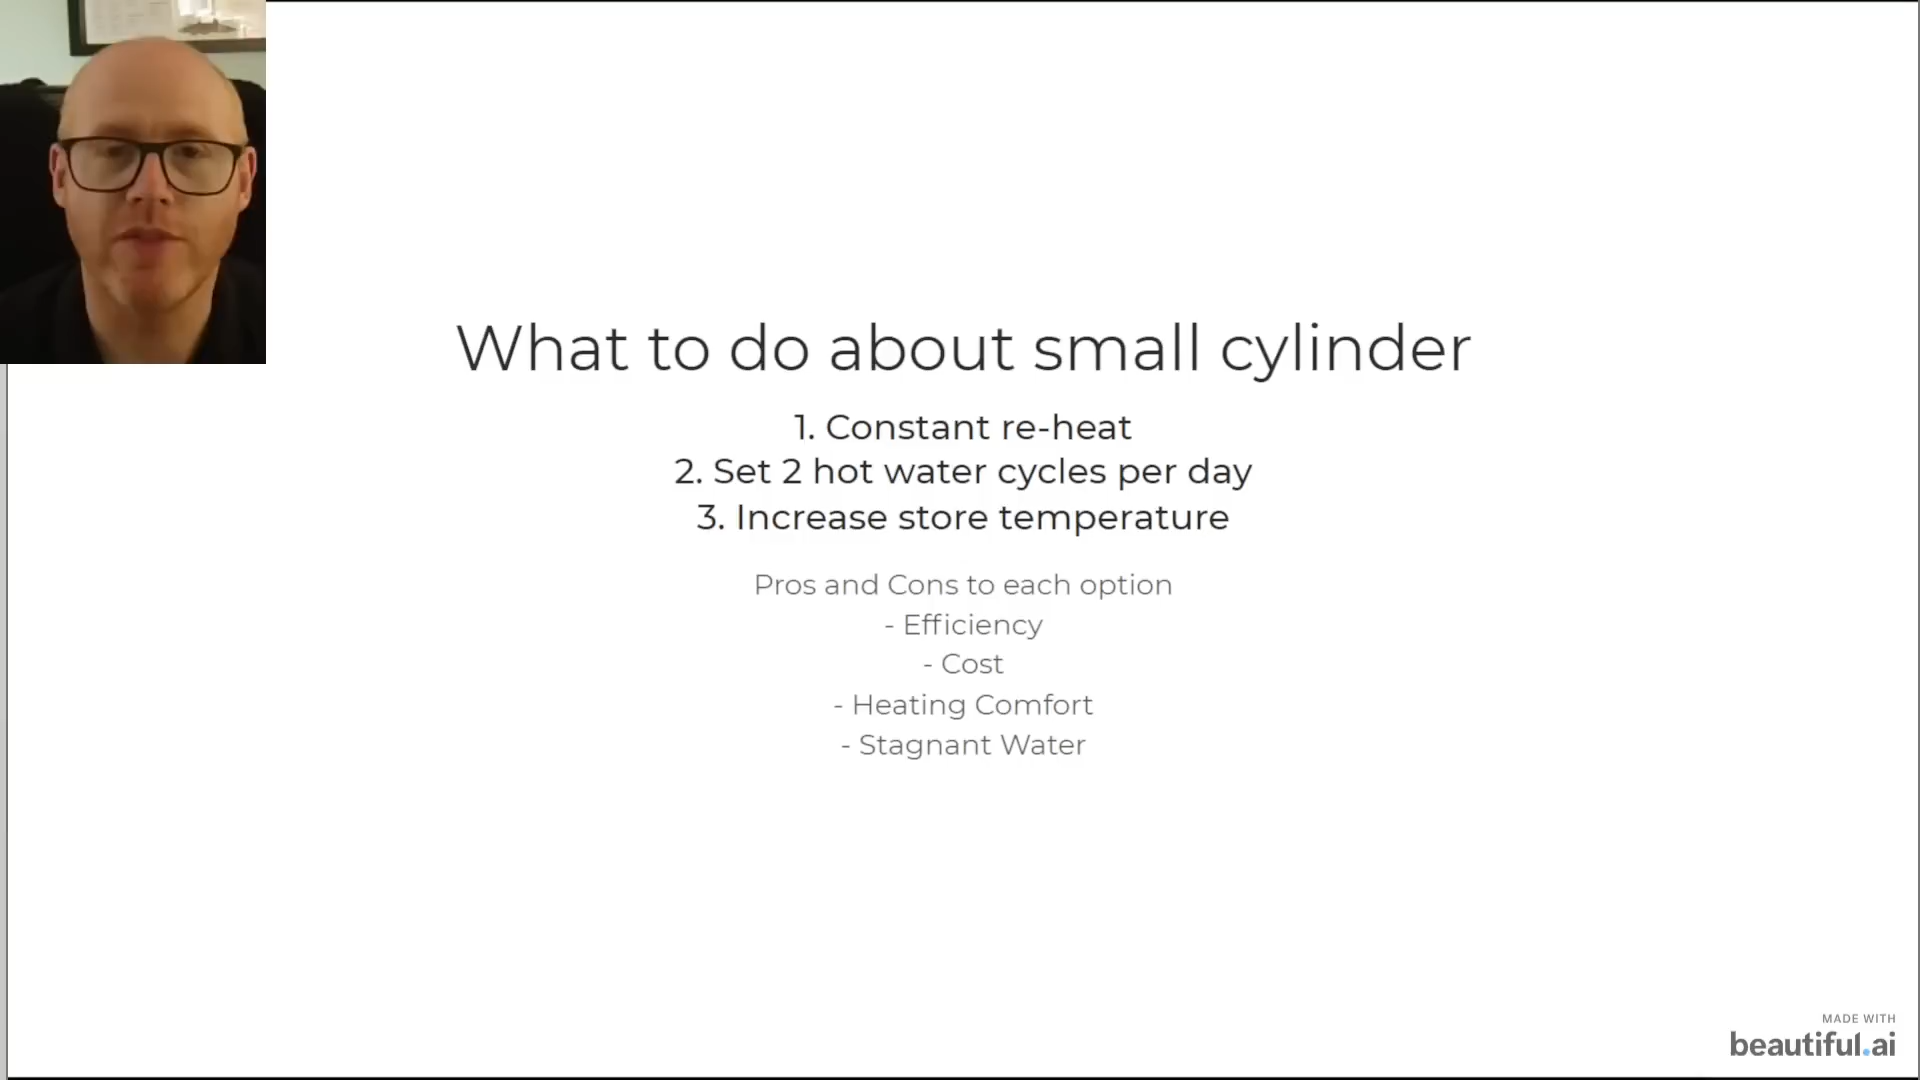 What to do about small cylinder
1. Constant re-heat
2. Set 2 hot water cycles per day
3. Increase store temperature
Pros and Cons to each option
- Efficiency
- Cost
- Heating Comfort
- Stagnant Water
MADE WITH
beautiful.ai